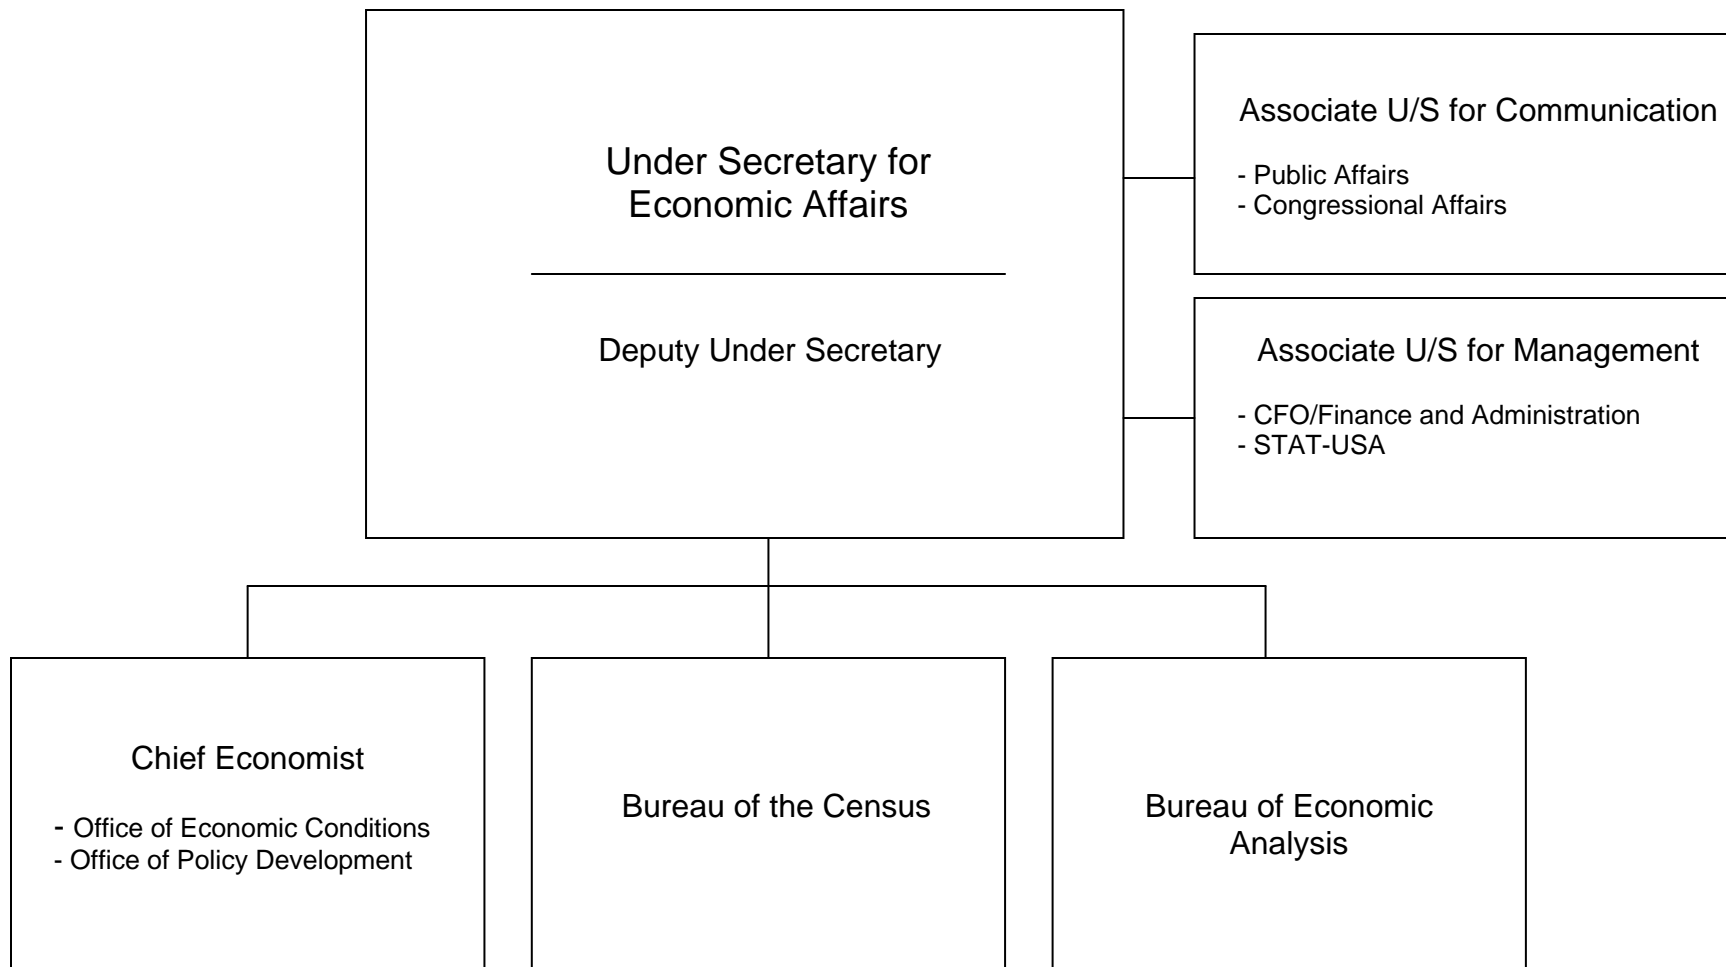 Under Secretary for
Economic Affairs
Deputy Under Secretary
Associate U/S for Communication
- Public Affairs
- Congressional Affairs
Associate U/S for Management
- CFO/Finance and Administration
- STAT-USA
Chief Economist
- Office of Economic Conditions
- Office of Policy Development
Bureau of the Census
Bureau of Economic
Analysis